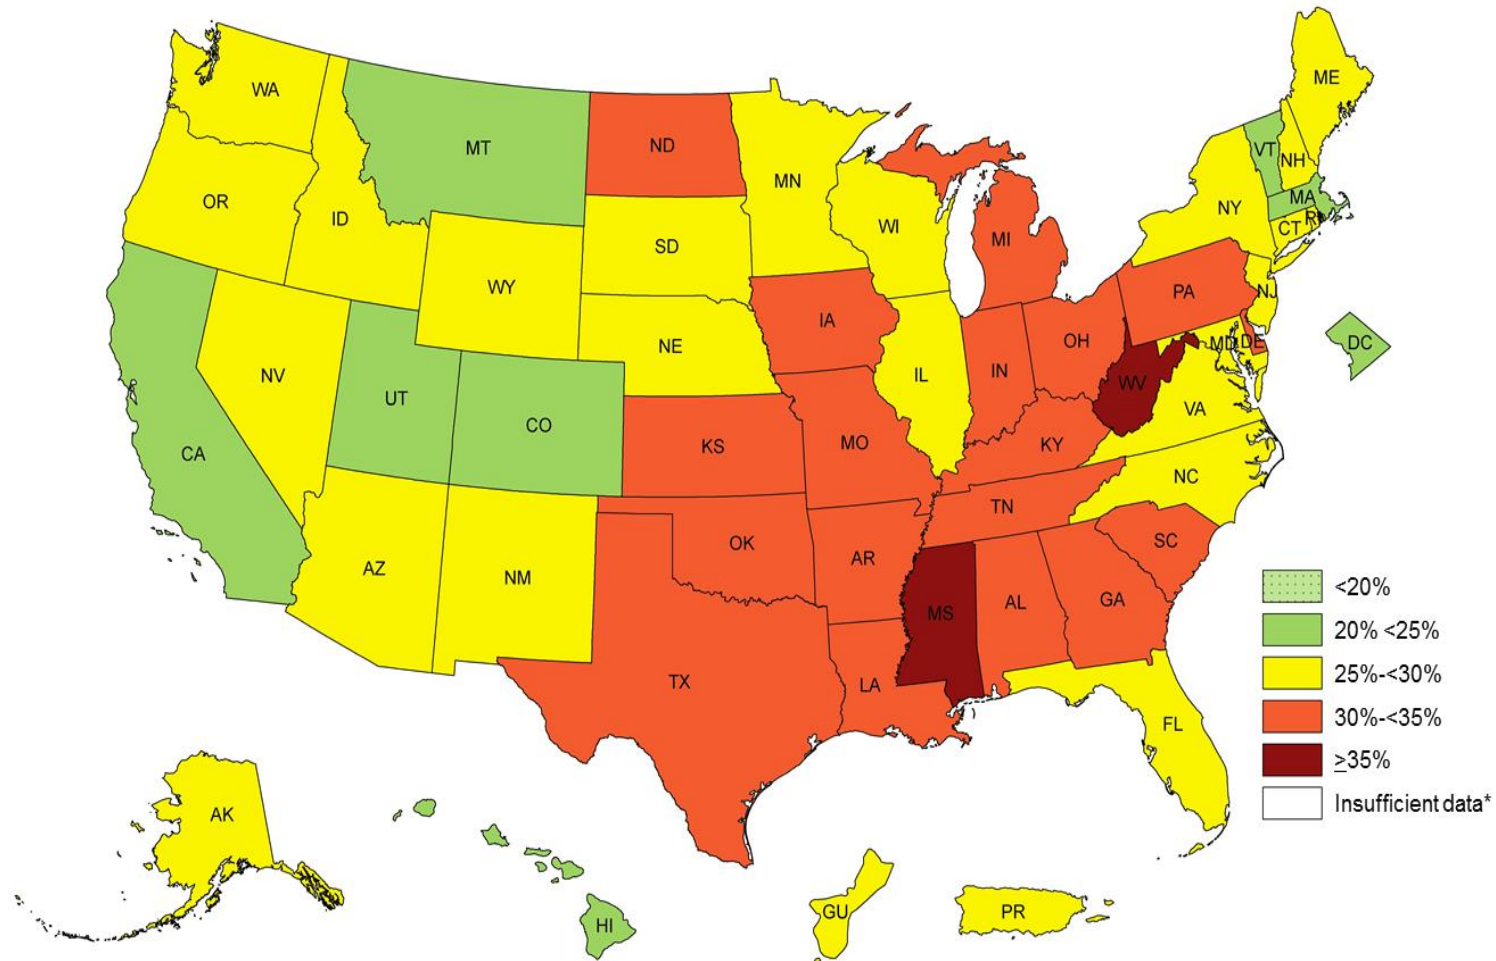 WA
MT
ND
MN
OR
ID
SD
WI
MI
WY
IA
NE
NV
UT
CO
CA
KS
MO
IL
IN
OH
PA
NY
VT
NH
ME
MA
RI
CT
NJ
MD
DE
DC
WV
VA
KY
NC
TN
SC
AZ
NM
OK
AR
TX
LA
MS
AL
GA
FL
AK
HI
GU
PR
<20%
20% <25%
25%-<30%
30%-<35%
≥35%
Insufficient data*